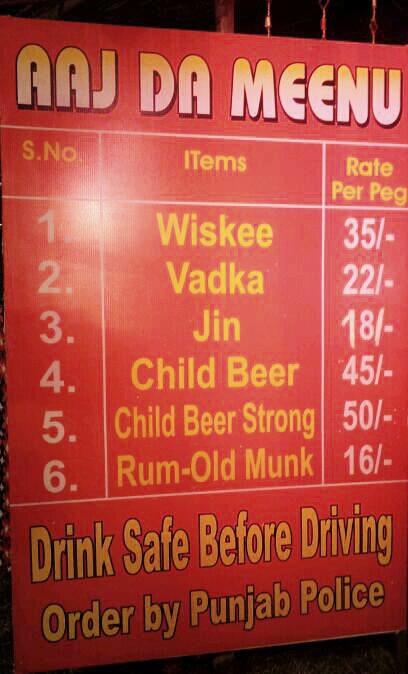 AAJ DA MEENU
S.No. ITems Rate Per Peg
1. Wiskee 35/-
2. Vadka 22/-
3. Jin 18/-
4. Child Beer 45/-
5. Child Beer Strong 50/-
6. Rum-Old Munk 16/-
Drink Safe Before Driving
Order by Punjab Police